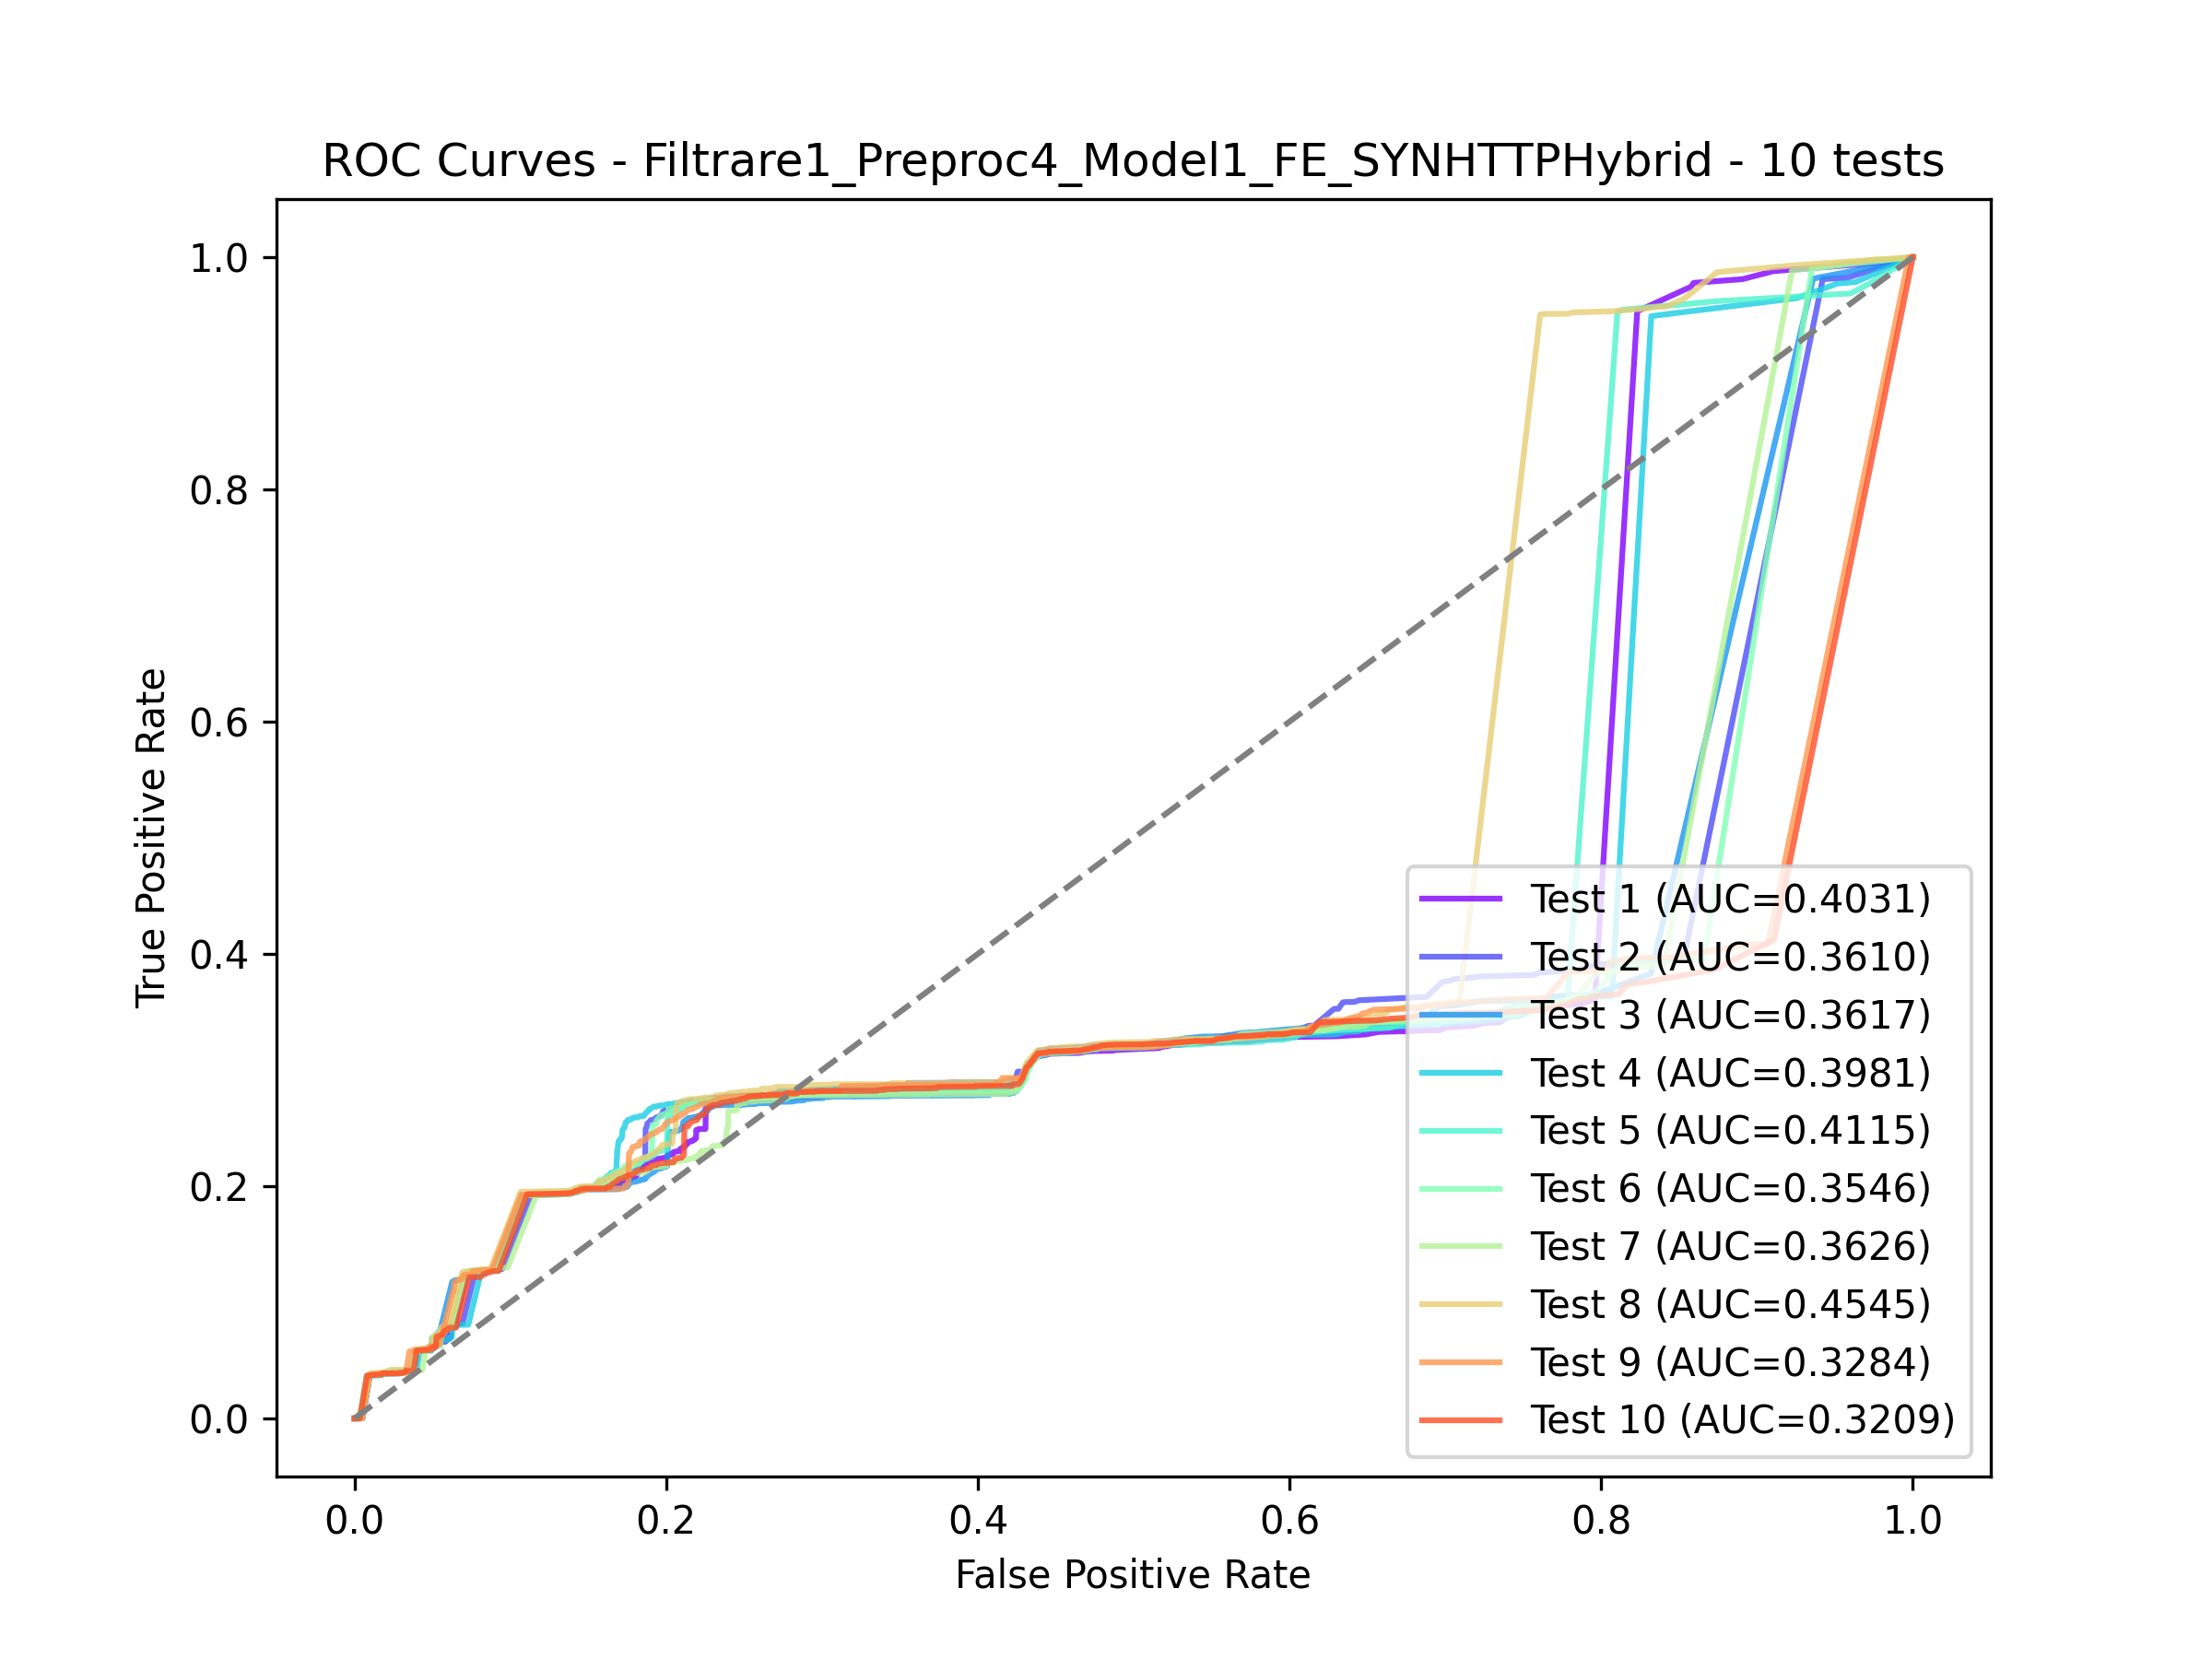 ROC Curves - Filtrare1_Preproc4_Model1_FE_SYNHTTPHybrid - 10 tests
True Positive Rate
1.0
0.8
0.6
0.4
0.2
0.0
Test 1 (AUC=0.4031)
Test 2 (AUC=0.3610)
Test 3 (AUC=0.3617)
Test 4 (AUC=0.3981)
Test 5 (AUC=0.4115)
Test 6 (AUC=0.3546)
Test 7 (AUC=0.3626)
Test 8 (AUC=0.4545)
Test 9 (AUC=0.3284)
Test 10 (AUC=0.3209)
0.0 0.2 0.4 0.6 0.8 1.0
False Positive Rate